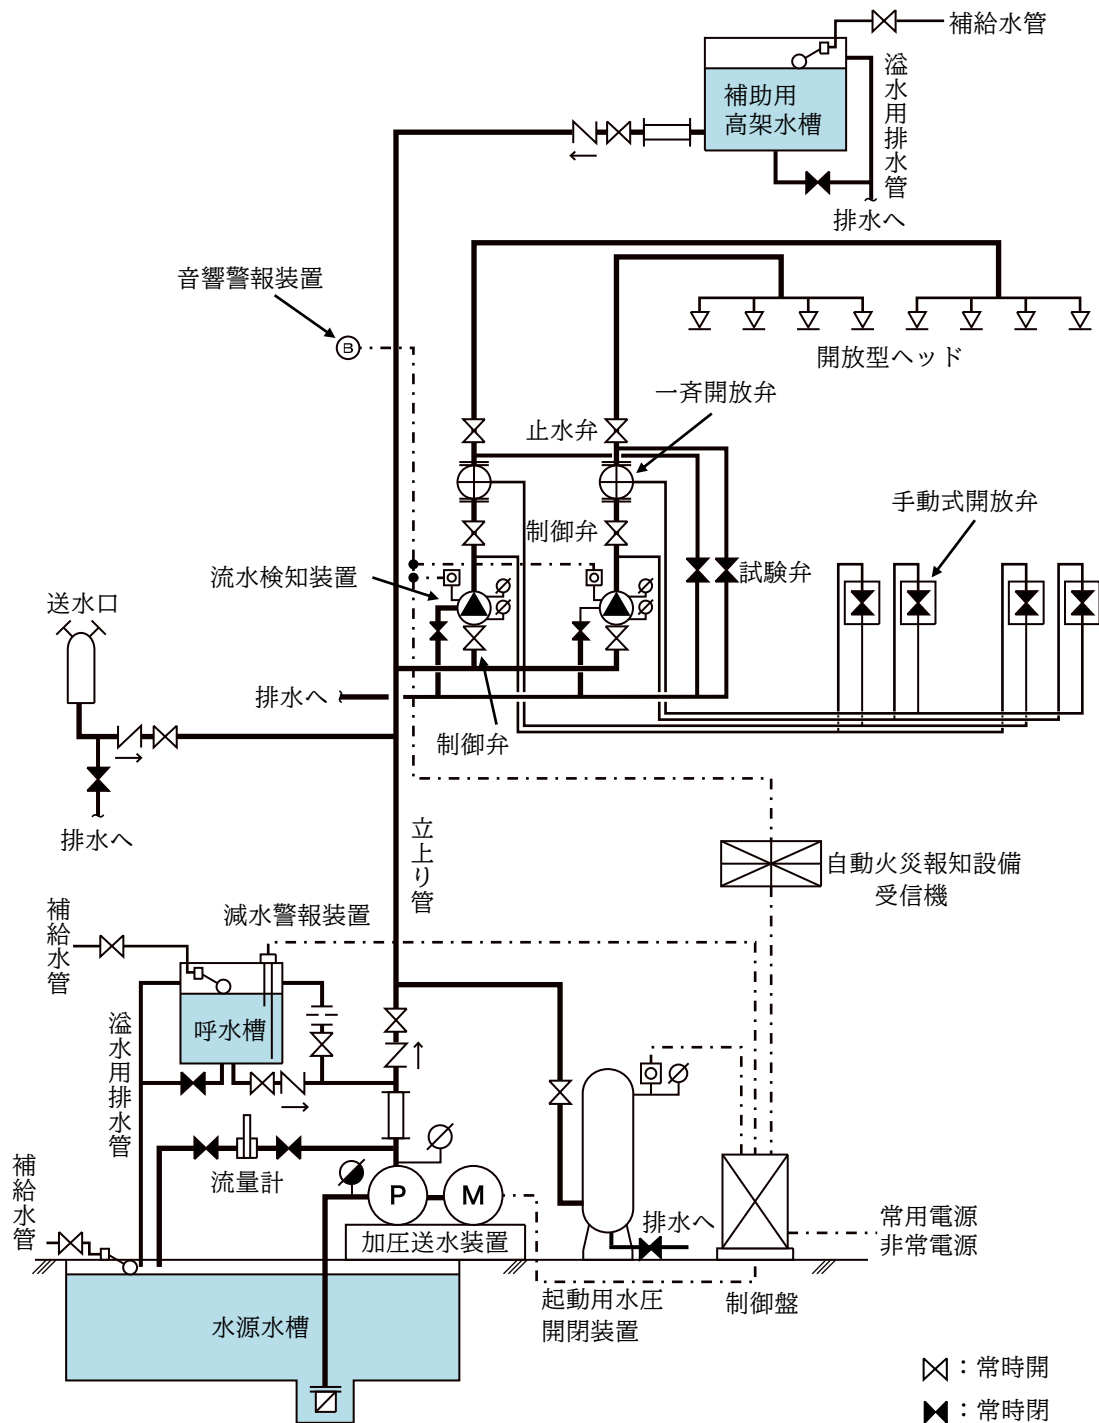 補給水管
補助用
高架水槽
溢水用排水管
排水へ
音響警報装置
B
開放型ヘッド
一斉開放弁
止水弁
手動式開放弁
制御弁
試験弁
流水検知装置
送水口
排水へ
制御弁
排水へ
立上り管
自動火災報知設備
受信機
減水警報装置
補給水管
呼水槽
溢水用排水管
流量計
補給水管
P
M
加圧送水装置
排水へ
常用電源
非常電源
起動用水圧
開閉装置
制御盤
水源水槽
：常時開
：常時閉